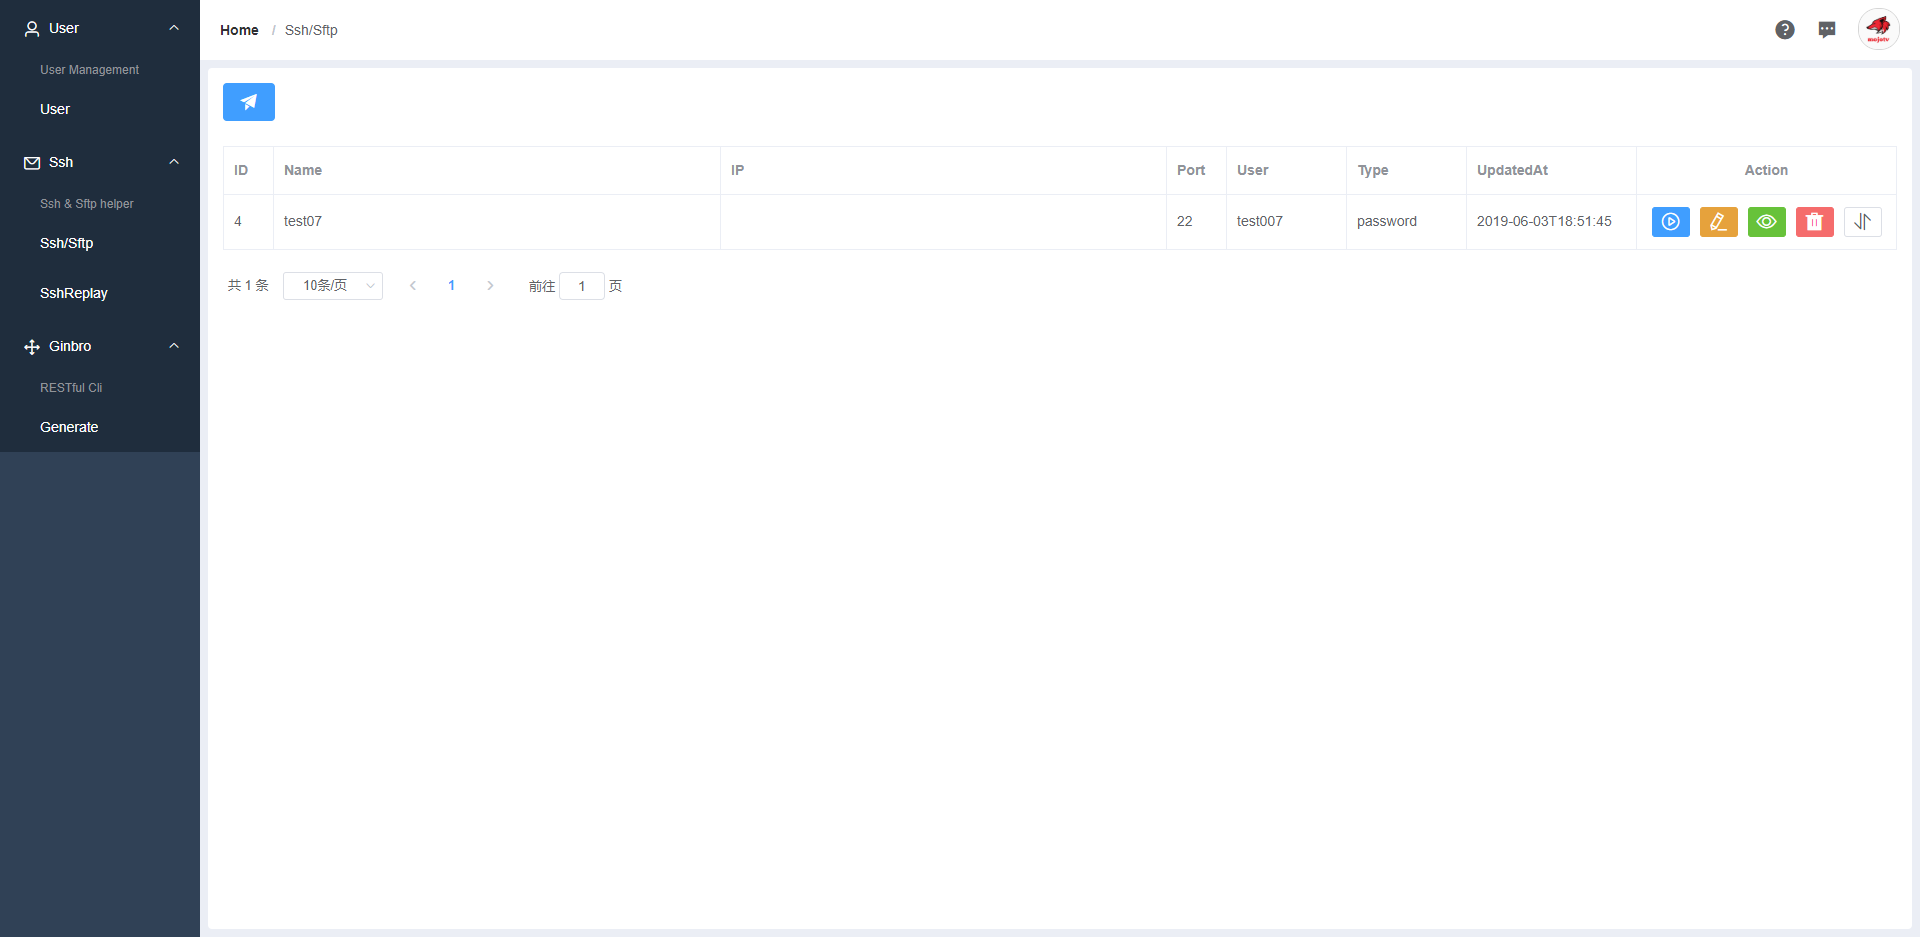 User
User Management
User
Ssh
Ssh & Sftp helper
Ssh/Sftp
SshReplay
Ginbro
RESTful Cli
Generate
Home / Ssh/Sftp
mojotv
ID Name IP Port User Type UpdatedAt Action
4 test07 22 test007 password 2019-06-03T18:51:45
共 1 条 10条/页 1 前往 1 页